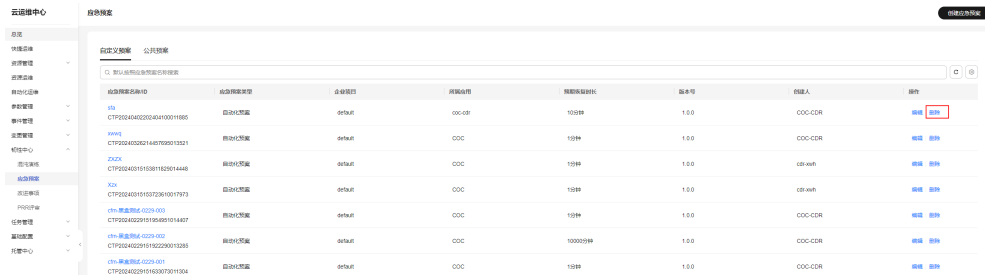 云运维中心
应急预案
创建应急预案
总览
快捷运维
资源管理
资源运维
自动化运维
参数管理
事件管理
变更管理
韧性中心
混沌演练
应急预案
改进事项
PRR评审
任务管理
基础配置
托管中心
自定义预案 公共预案
默认按照应急预案名称搜索
应急预案名称/ID 应急预案类型 企业项目 所属应用 预期恢复时长 版本号 创建人 操作
sfa
CTP20240402202404100011885 自动化预案 default coc-cdr 10分钟 1.0.0 COC-CDR 编辑 删除
xwwq
CTP20240326214457695013521 自动化预案 default COC 1分钟 1.0.0 COC-CDR 编辑 删除
ZXZX
CTP20240315153811829014448 自动化预案 default COC 1分钟 1.0.0 cdr-xwh 编辑 删除
XZX
CTP20240315153723610017973 自动化预案 default COC 1分钟 1.0.0 cdr-xwh 编辑 删除
cfm-黑盒测试-0229-003
CTP20240229151954951014407 自动化预案 default COC 1分钟 1.0.0 COC-CDR 编辑 删除
cfm-黑盒测试-0229-002
CTP20240229151922290013285 自动化预案 default COC 10000分钟 1.0.0 COC-CDR 编辑 删除
cfm-黑盒测试-0229-001
CTP20240229151633073011304 自动化预案 default COC 1分钟 1.0.0 COC-CDR 编辑 删除